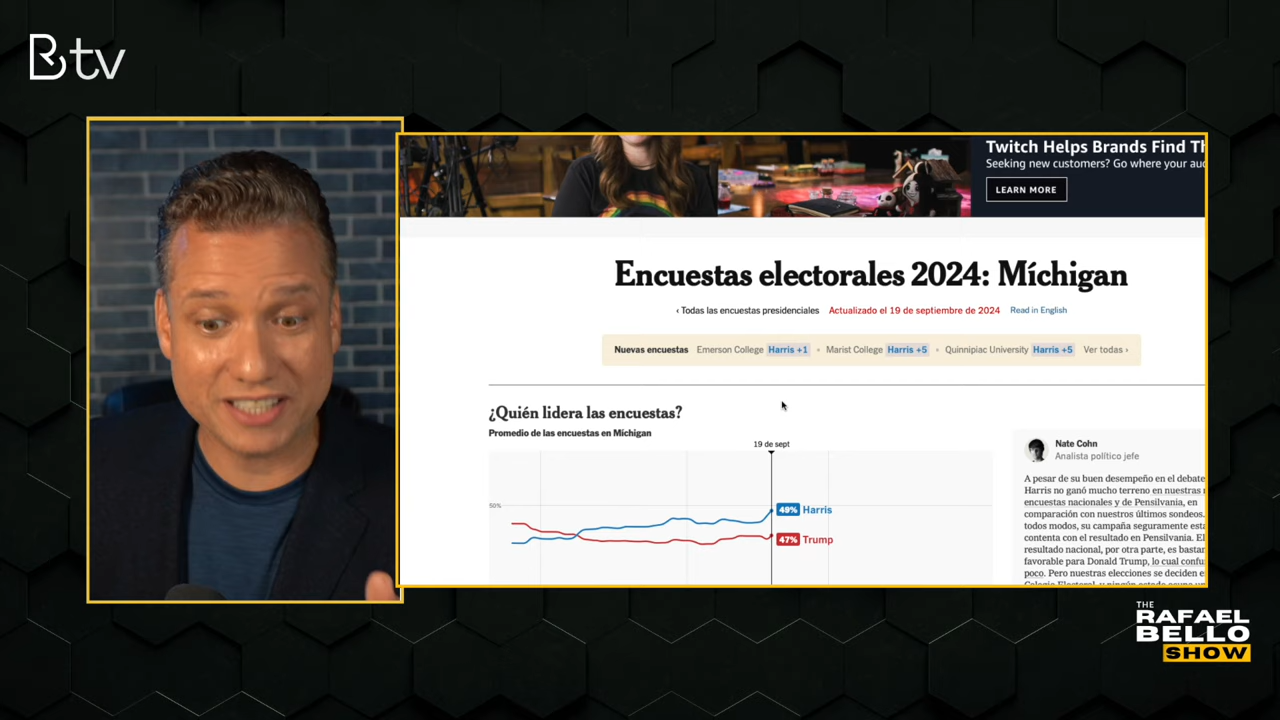 Btv
Twitch Helps Brands Find Th
Seeking new customers? Go where your aud
LEARN MORE
Encuestas electorales 2024: Míchigan
‹ Todas las encuestas presidenciales Actualizado el 19 de septiembre de 2024 Read in English
Nuevas encuestas Emerson College Harris +1 • Marist College Harris +5 • Quinnipiac University Harris +5 Ver todas ›
¿Quién lidera las encuestas?
Promedio de las encuestas en Míchigan
19 de sept
50%
49% Harris
47% Trump
Nate Cohn
Analista político jefe
A pesar de su buen desempeño en el debate
Harris no ganó mucho terreno en nuestras
encuestas nacionales y de Pensilvania, en
comparación con nuestros últimos sondeos.
todos modos, su campaña seguramente está
contenta con el resultado en Pensilvania. El
resultado nacional, por otra parte, es bastan
favorable para Donald Trump, lo cual confu
poco. Pero nuestras elecciones se deciden e
THE
RAFAEL
BELLO
SHOW